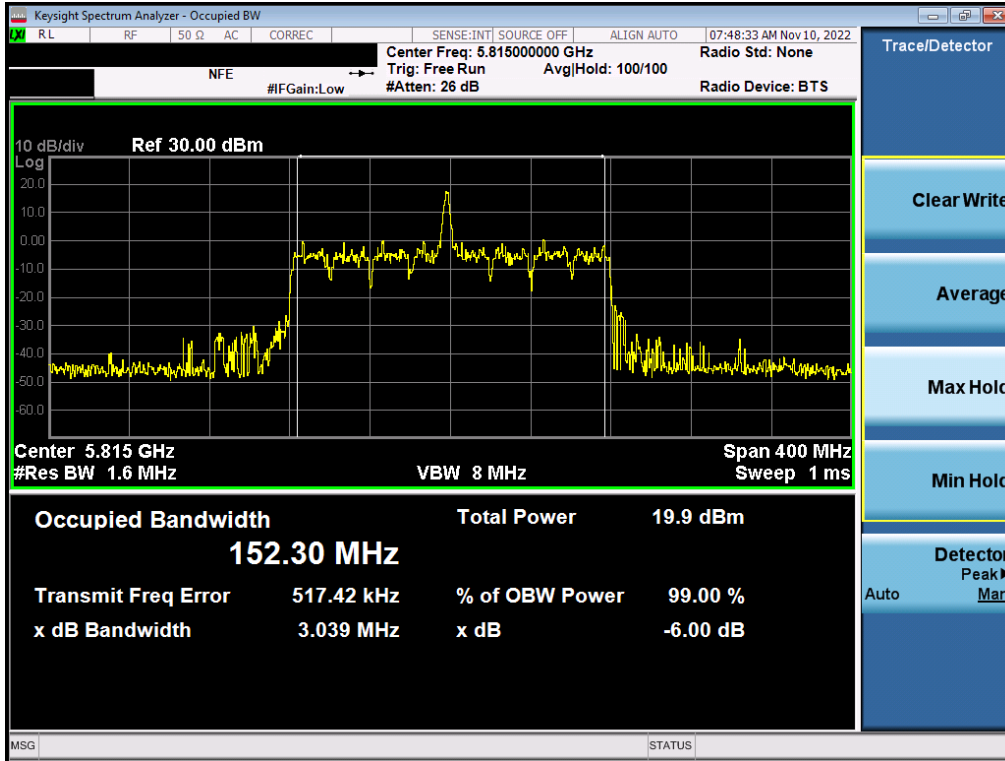 Keysight Spectrum Analyzer - Occupied BW
LXI RL RF 50 Ω AC CORREC SENSE:INT SOURCE OFF ALIGN AUTO 07:48:33 AM Nov 10, 2022
Center Freq: 5.815000000 GHz Radio Std: None
NFE Trig: Free Run Avg|Hold: 100/100
#IFGain:Low #Atten: 26 dB Radio Device: BTS
Trace/Detector
10 dB/div Ref 30.00 dBm
Log
20.0
10.0
0.00
-10.0
-20.0
-30.0
-40.0
-50.0
-60.0
Center 5.815 GHz Span 400 MHz
#Res BW 1.6 MHz VBW 8 MHz Sweep 1 ms
Occupied Bandwidth Total Power 19.9 dBm
152.30 MHz
Transmit Freq Error 517.42 kHz % of OBW Power 99.00 %
x dB Bandwidth 3.039 MHz x dB -6.00 dB
Clear Write
Average
Max Hold
Min Hold
Detector
Peak
Auto Man
MSG STATUS